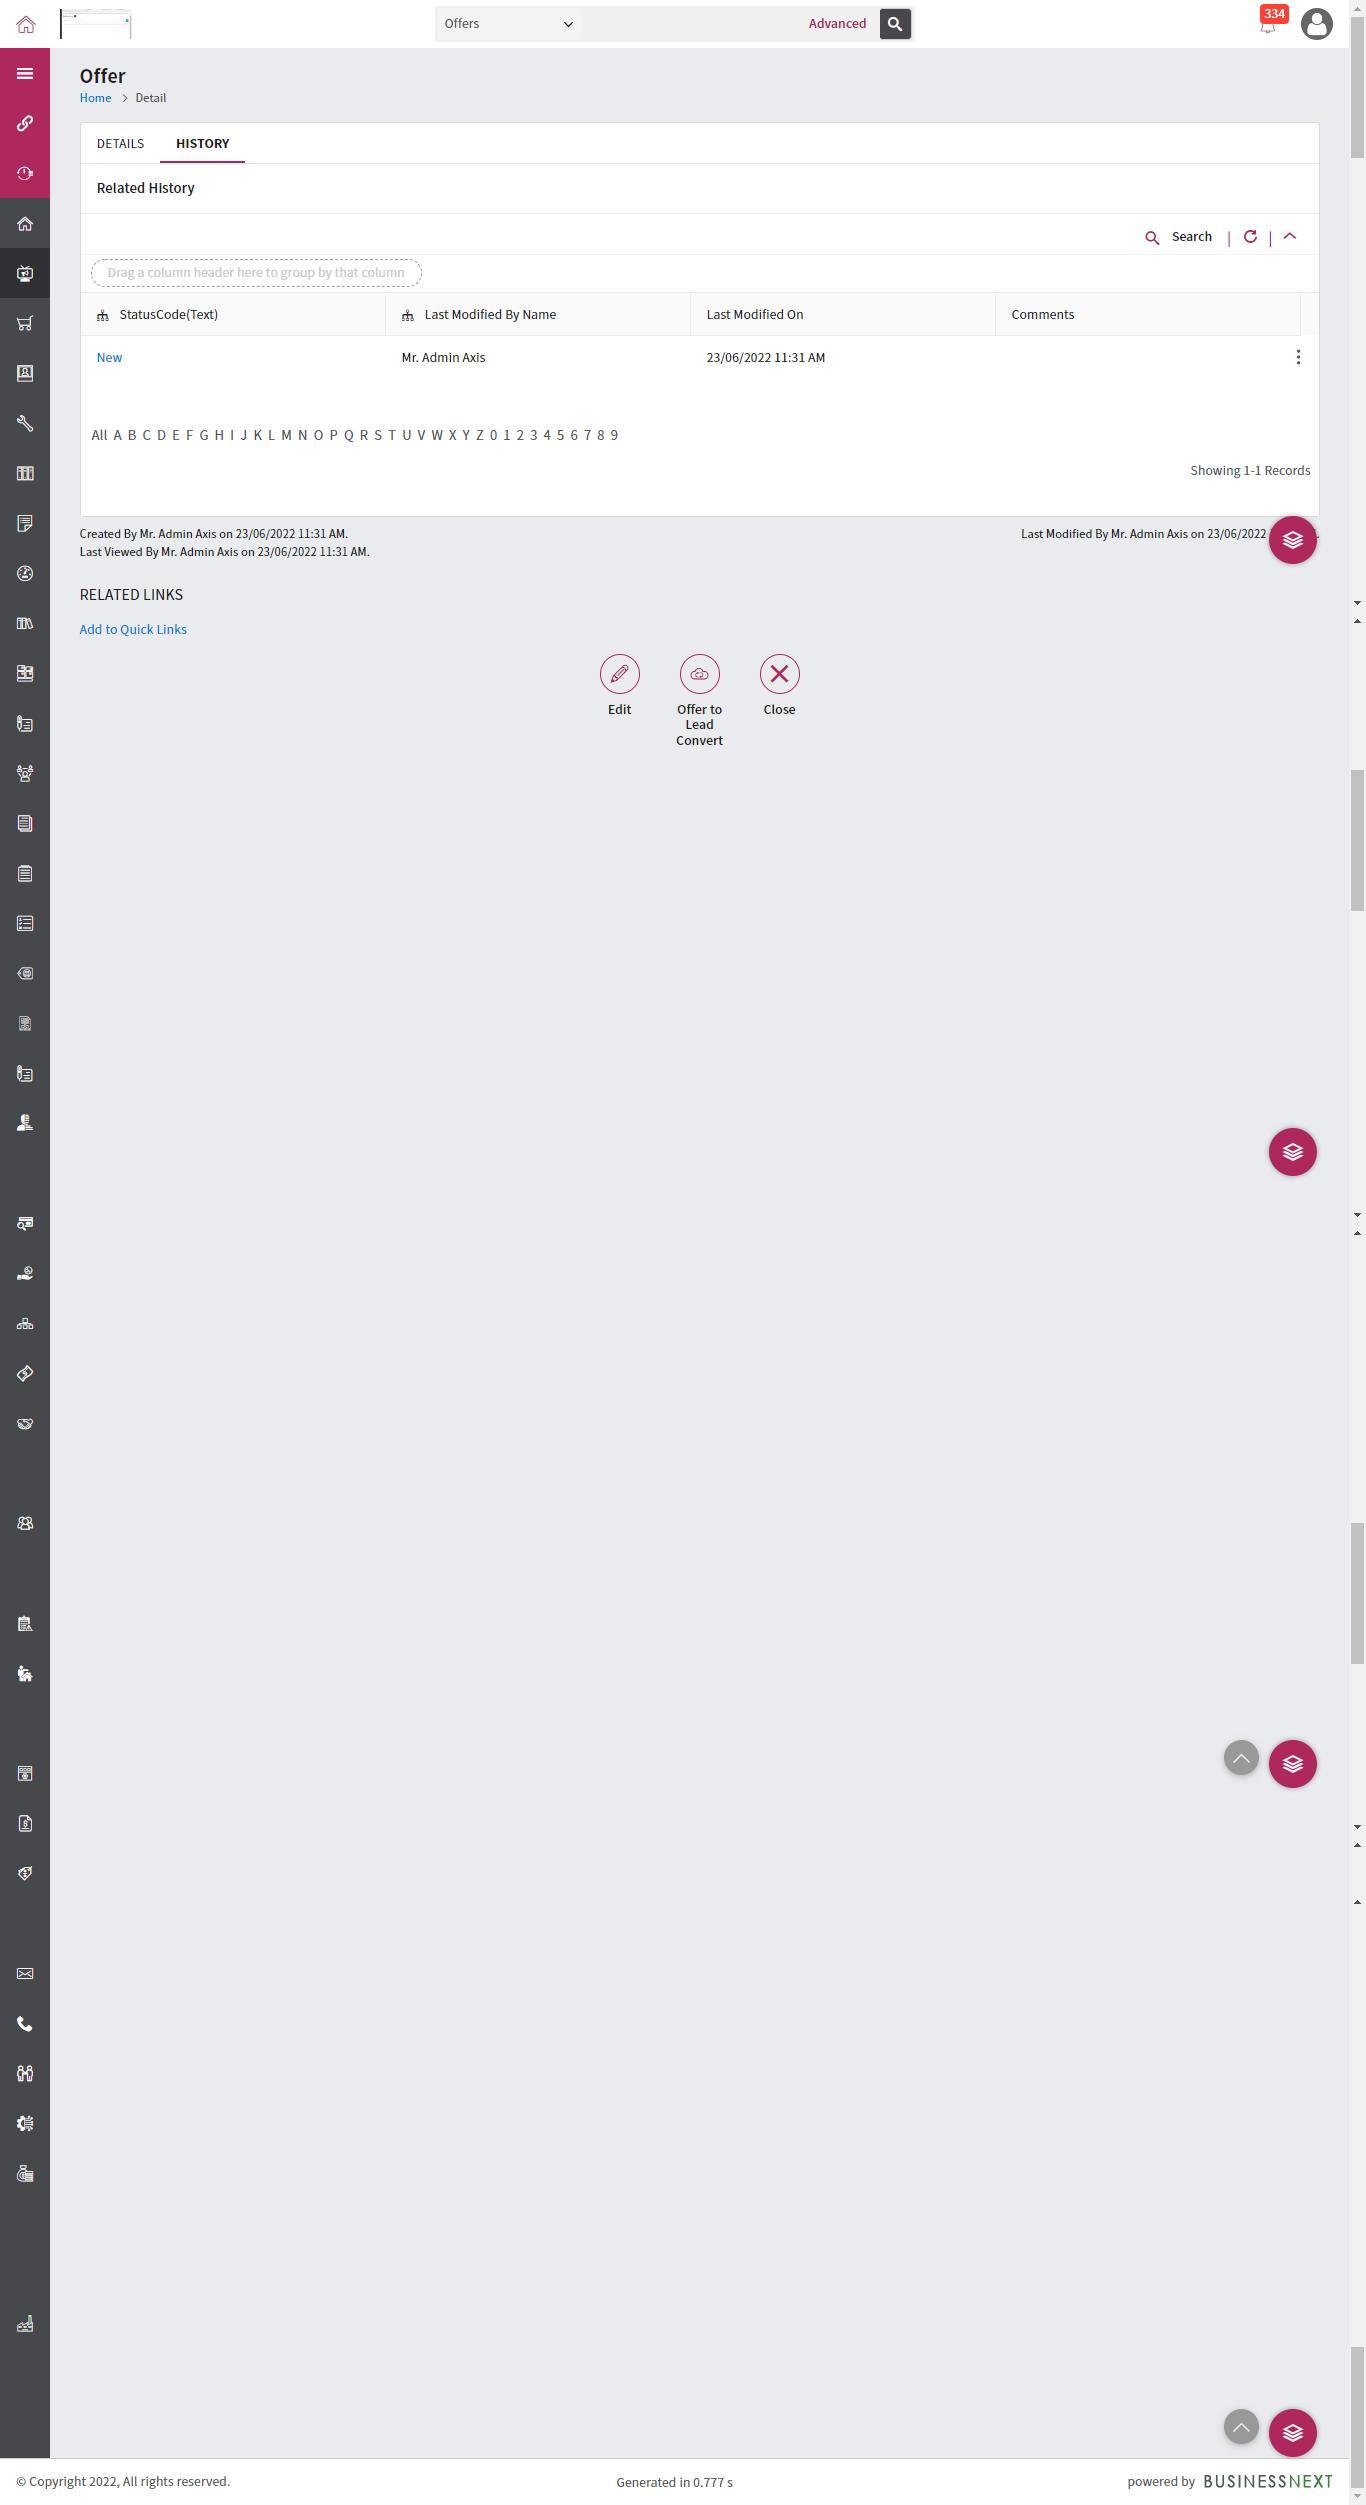 Offers
Advanced
334
Offer
Home
Detail
DETAILS
HISTORY
Related History
Search
Drag a column header here to group by that column
StatusCode(Text)
Last Modified By Name
Last Modified On
Comments
New
Mr. Admin Axis
23/06/2022 11:31 AM
All A B C D E F G H I J K L M N O P Q R S T U V W X Y Z 0 1 2 3 4 5 6 7 8 9
Showing 1-1 Records
Created By Mr. Admin Axis on 23/06/2022 11:31 AM.
Last Modified By Mr. Admin Axis on 23/06/2022
Last Viewed By Mr. Admin Axis on 23/06/2022 11:31 AM.
RELATED LINKS
Add to Quick Links
Edit
Offer to
Lead
Convert
Close
© Copyright 2022, All rights reserved.
Generated in 0.777 s
powered by BUSINESSNEXT